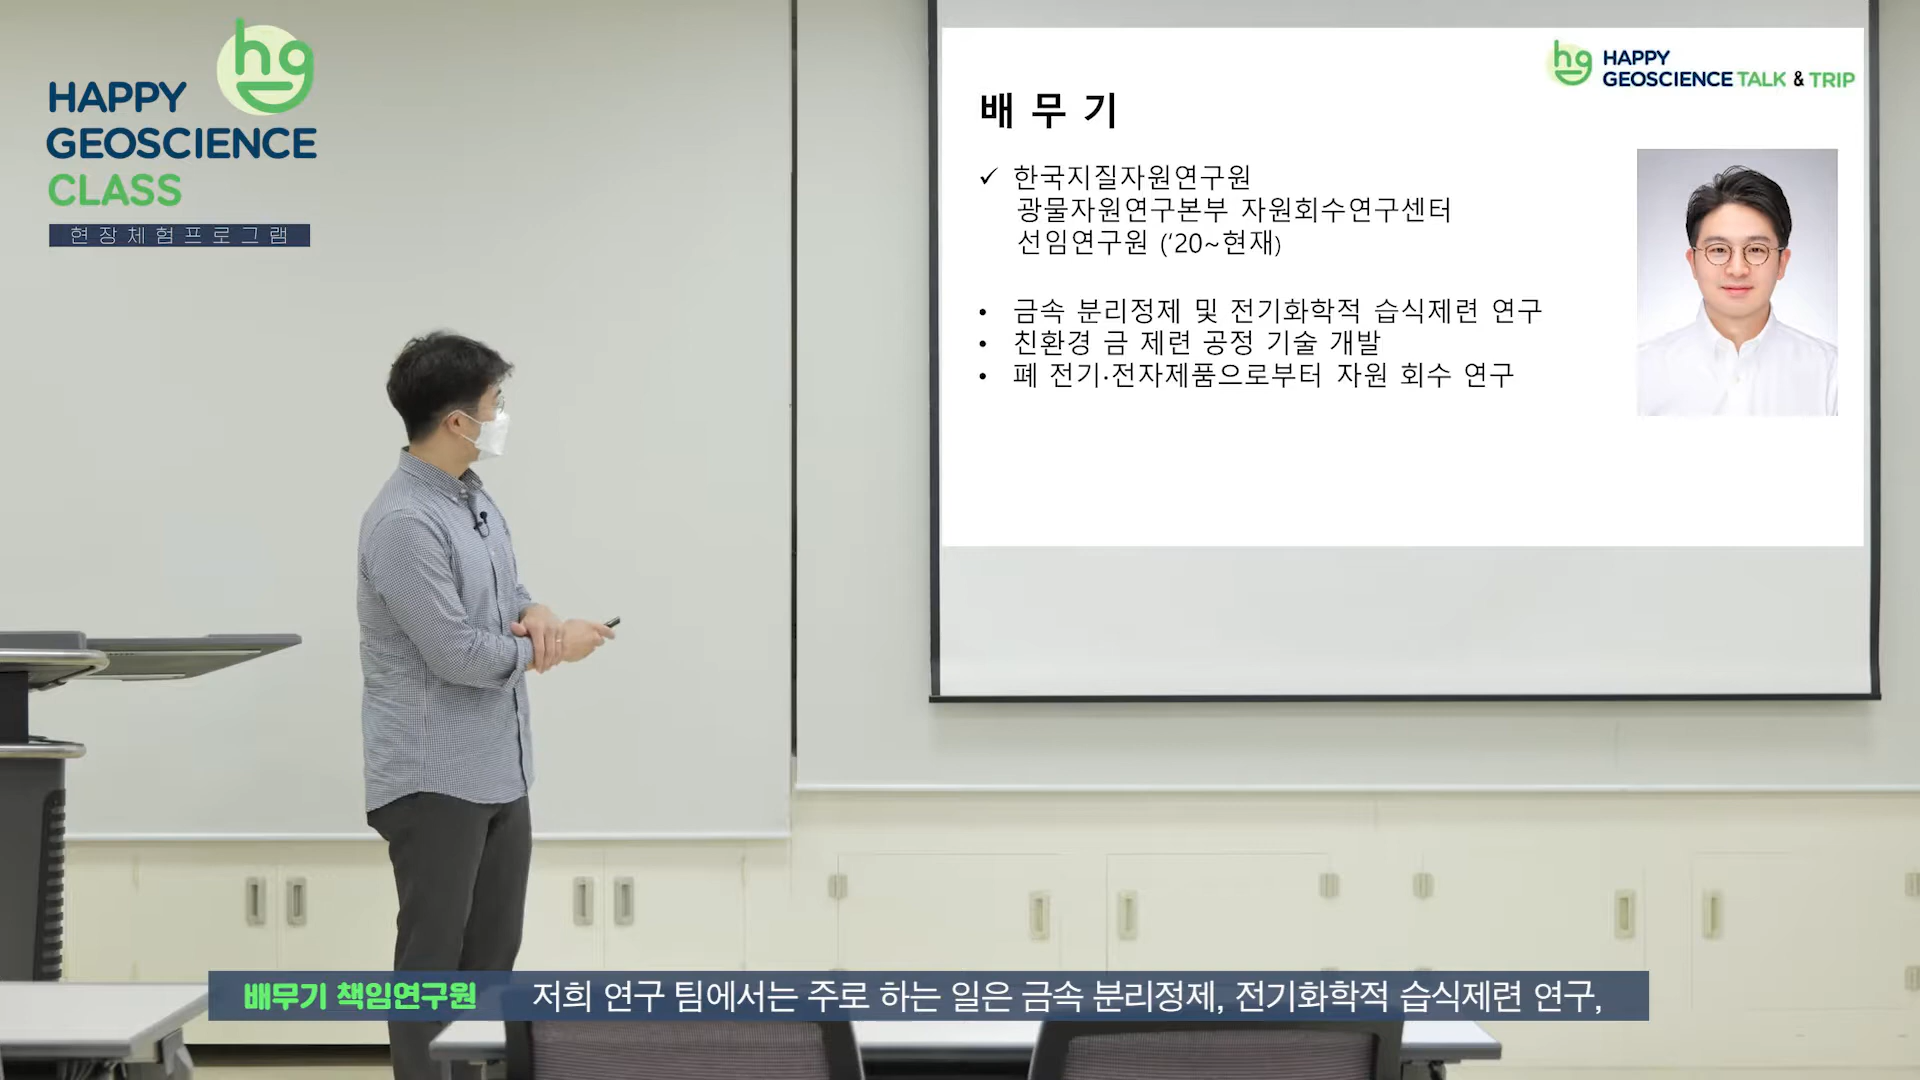 hg
HAPPY
GEOSCIENCE
CLASS
현장체험프로그램
hg
HAPPY
GEOSCIENCE TALK & TRIP
배 무 기
✓ 한국지질자원연구원
광물자원연구본부 자원회수연구센터
선임연구원 ('20~현재)
• 금속 분리정제 및 전기화학적 습식제련 연구
• 친환경 금 제련 공정 기술 개발
• 폐 전기·전자제품으로부터 자원 회수 연구
배무기 책임연구원 저희 연구 팀에서는 주로 하는 일은 금속 분리정제, 전기화학적 습식제련 연구,